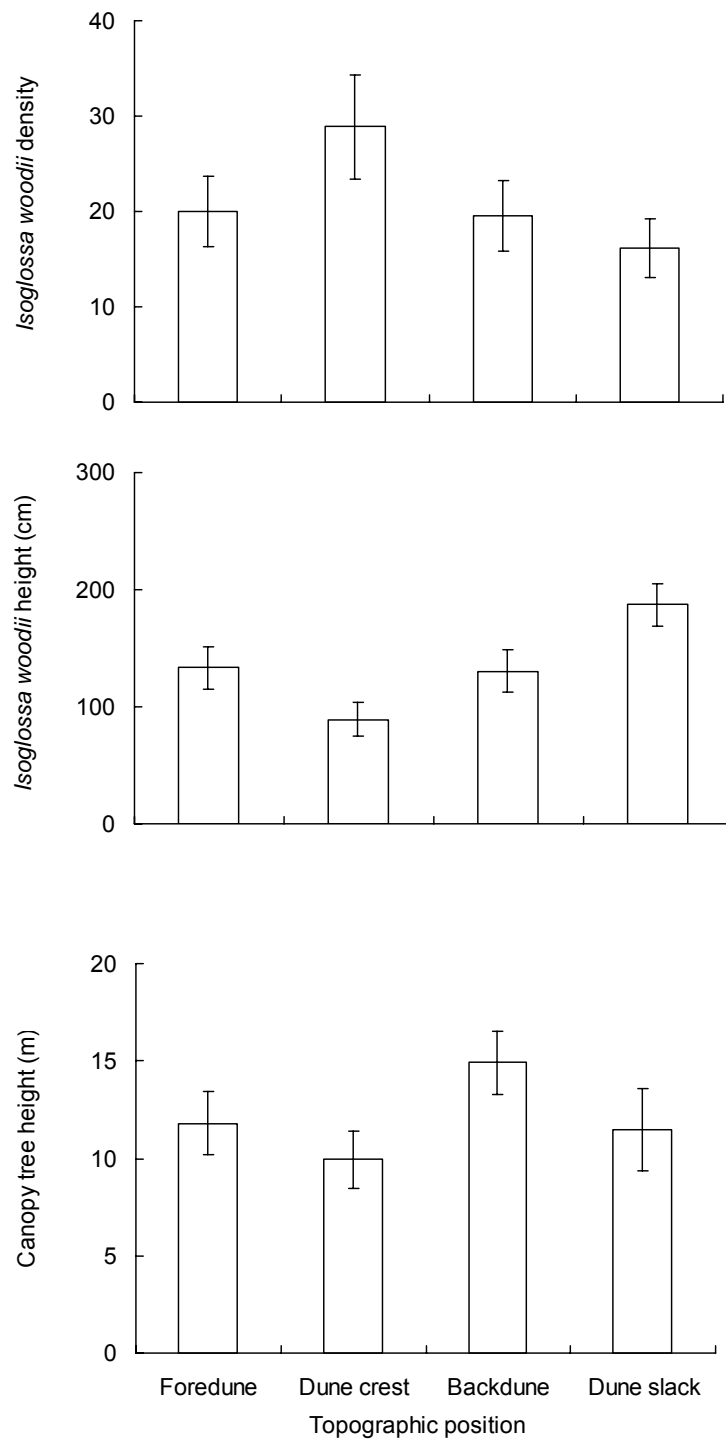 Isoglossa woodii density
40
30
20
10
0
Isoglossa woodii height (cm)
300
200
100
0
Canopy tree height (m)
20
15
10
5
0
Foredune Dune crest Backdune Dune slack
Topographic position